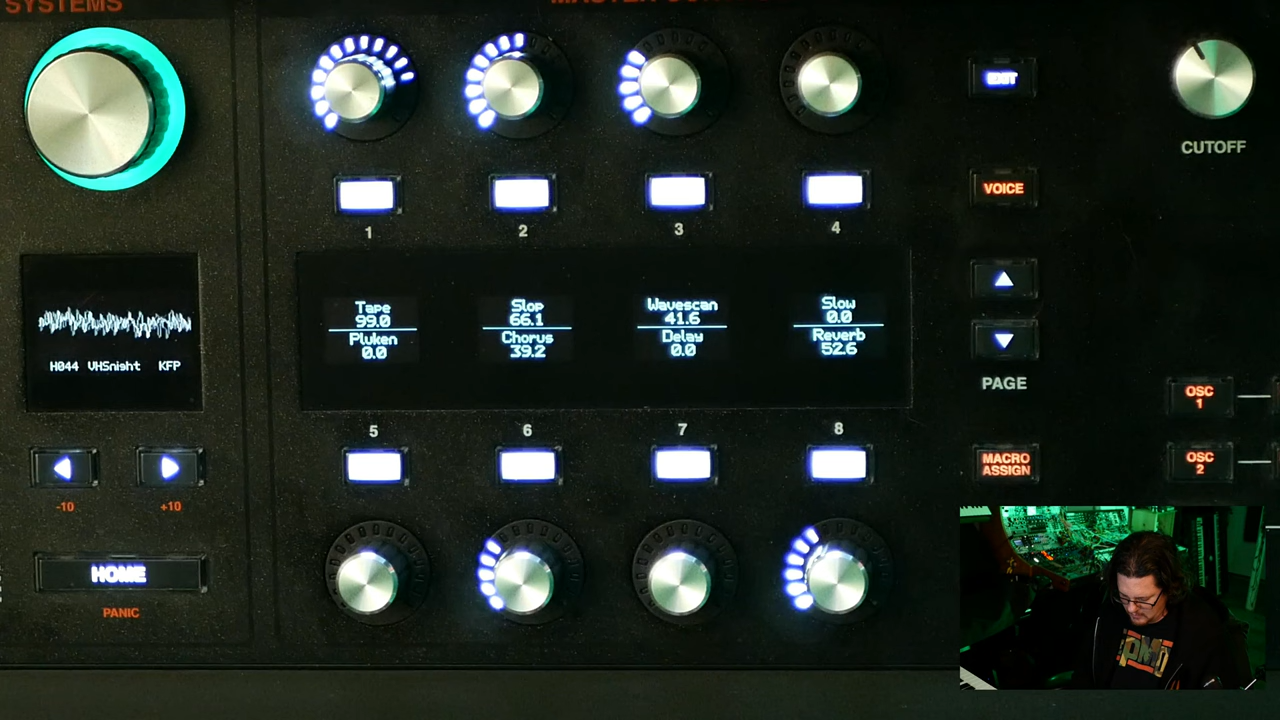 SYSTEMS
EXIT
CUTOFF
VOICE
1
2
3
4
Tape
99.0
Pluken
0.0
Slop
66.1
Chorus
39.2
Wavescan
41.6
Delay
0.0
Slow
0.0
Reverb
52.6
H044 VHSnight KFP
PAGE
OSC
1
5
6
7
8
MACRO
ASSIGN
OSC
2
-10
+10
HOME
PANIC